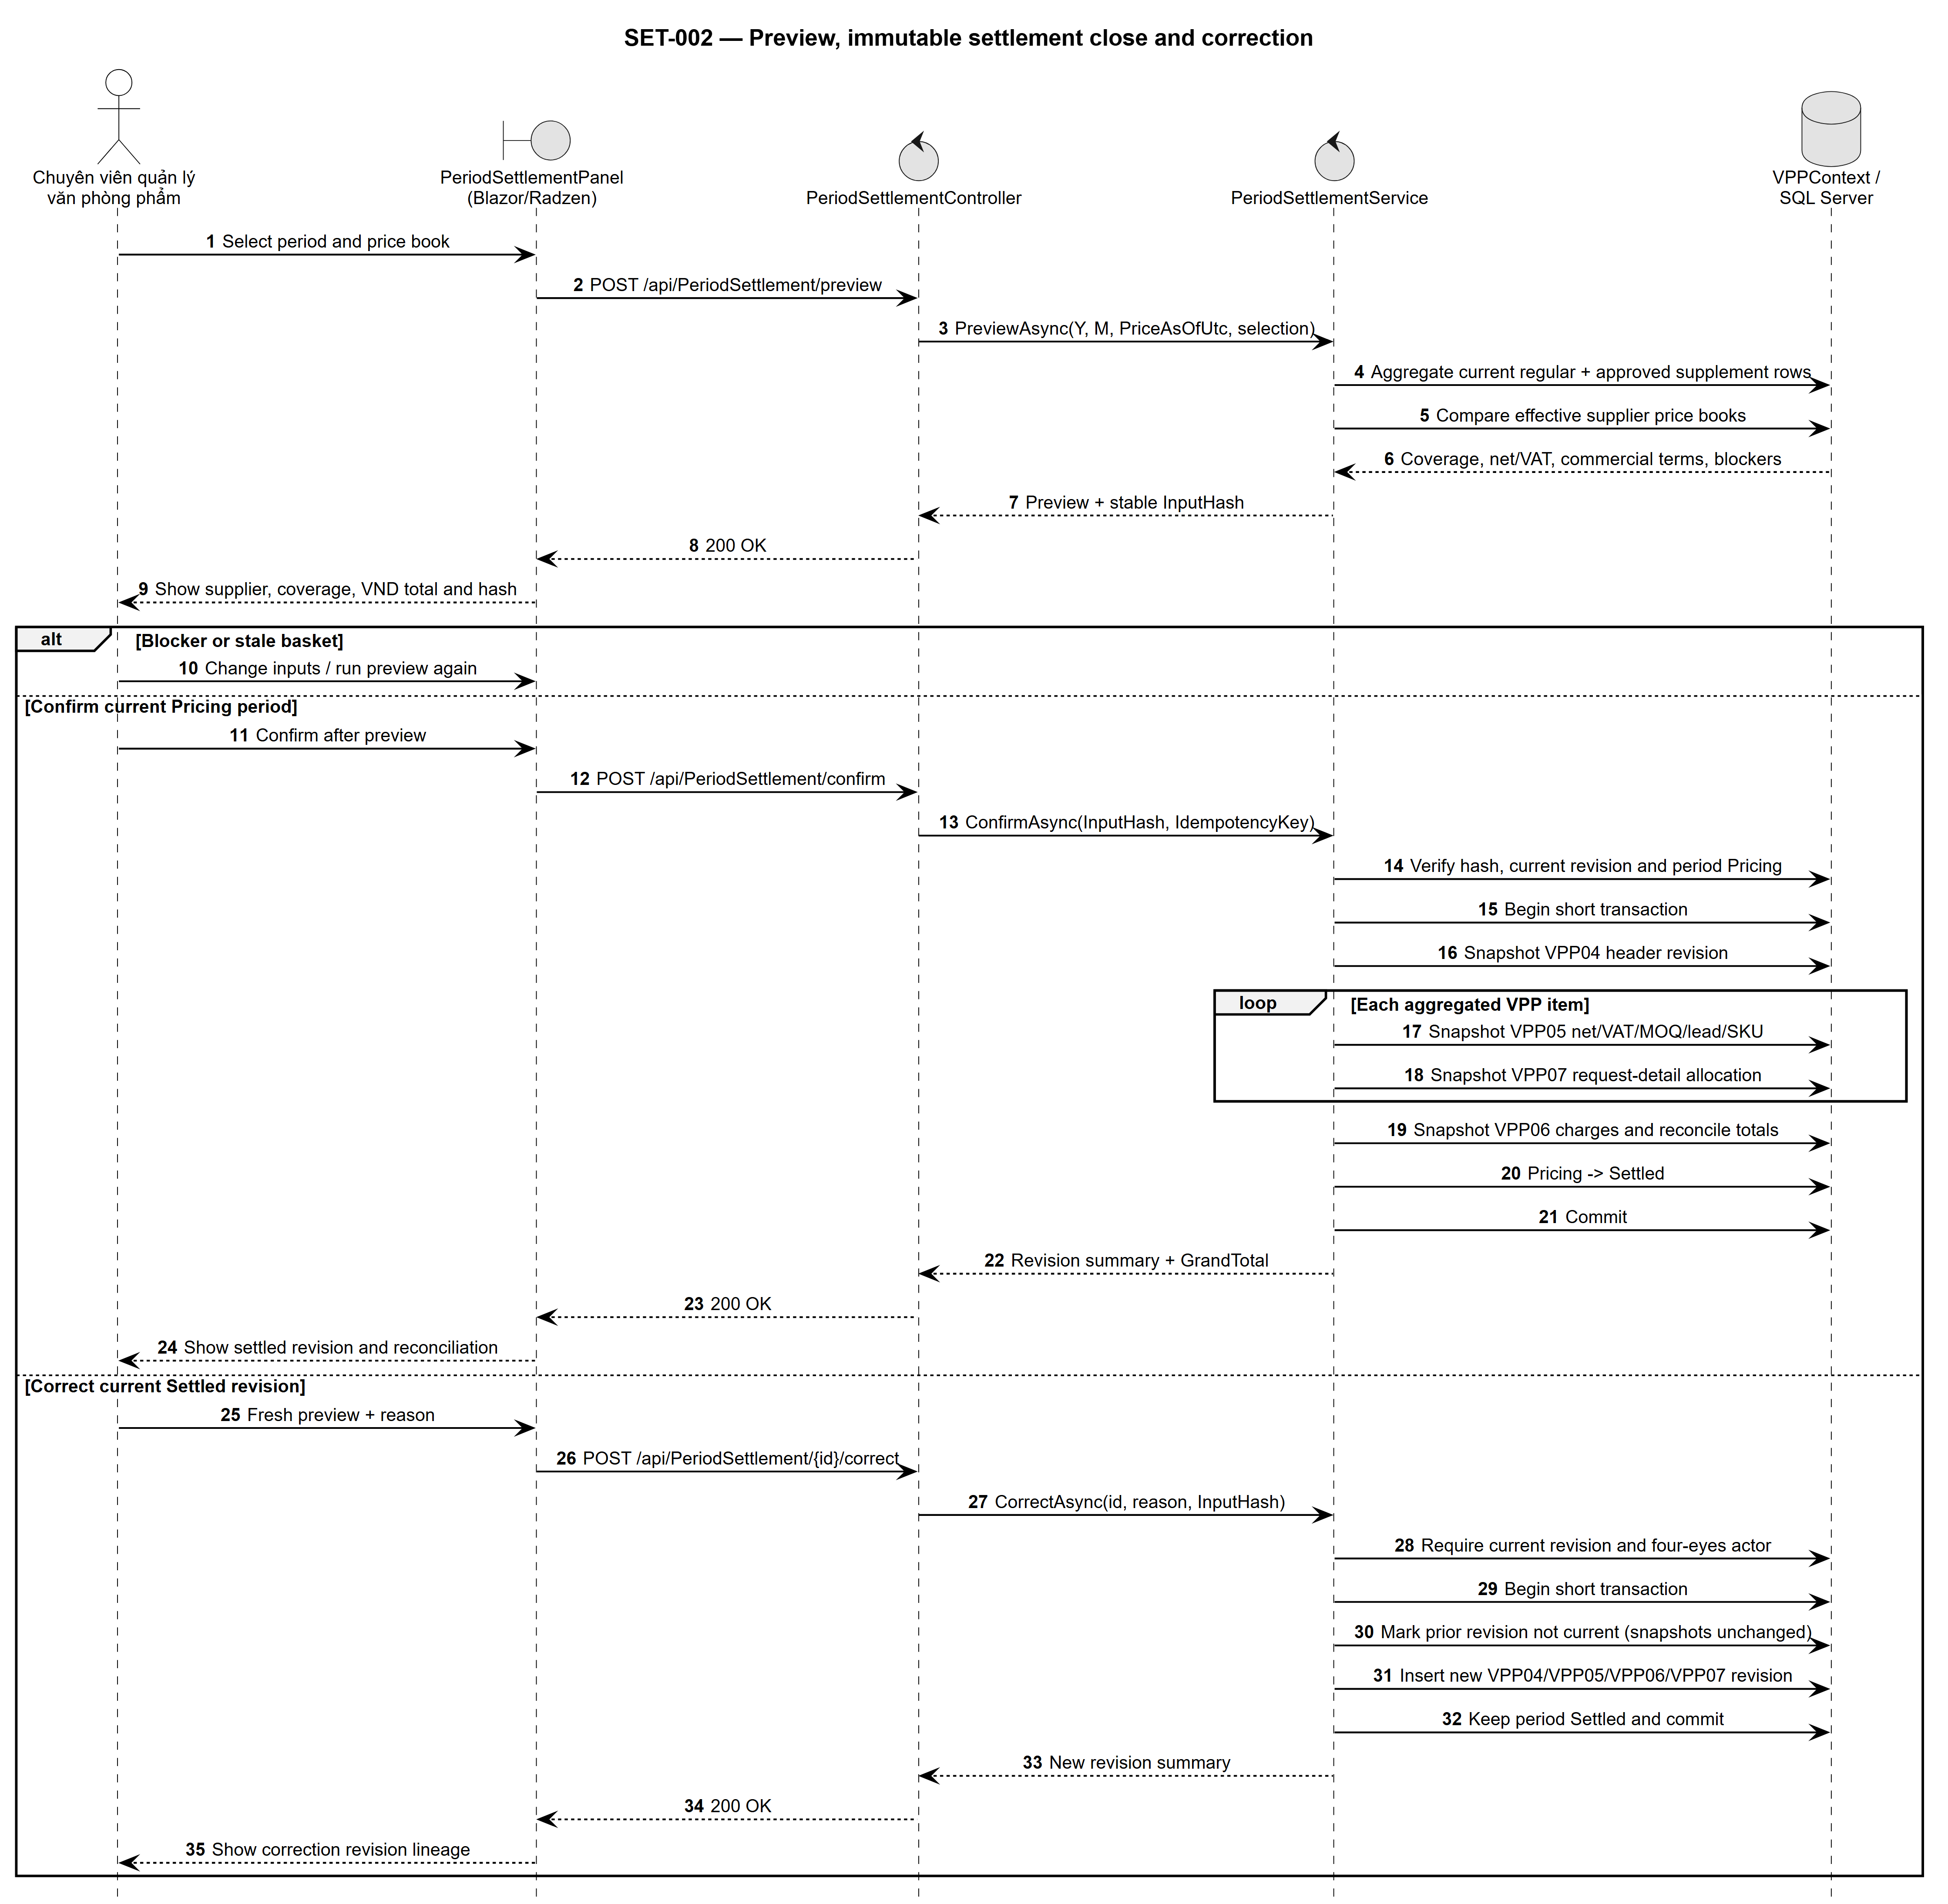 SET-002 — Preview, immutable settlement close and correction
Chuyên viên quản lý
văn phòng phẩm
PeriodSettlementPanel
(Blazor/Radzen)
PeriodSettlementController
PeriodSettlementService
VPPContext /
SQL Server
1 Select period and price book
2 POST /api/PeriodSettlement/preview
3 PreviewAsync(Y, M, PriceAsOfUtc, selection)
4 Aggregate current regular + approved supplement rows
5 Compare effective supplier price books
6 Coverage, net/VAT, commercial terms, blockers
7 Preview + stable InputHash
8 200 OK
9 Show supplier, coverage, VND total and hash
alt [Blocker or stale basket]
10 Change inputs / run preview again
[Confirm current Pricing period]
11 Confirm after preview
12 POST /api/PeriodSettlement/confirm
13 ConfirmAsync(InputHash, IdempotencyKey)
14 Verify hash, current revision and period Pricing
15 Begin short transaction
16 Snapshot VPP04 header revision
loop [Each aggregated VPP item]
17 Snapshot VPP05 net/VAT/MOQ/lead/SKU
18 Snapshot VPP07 request-detail allocation
19 Snapshot VPP06 charges and reconcile totals
20 Pricing -> Settled
21 Commit
22 Revision summary + GrandTotal
23 200 OK
24 Show settled revision and reconciliation
[Correct current Settled revision]
25 Fresh preview + reason
26 POST /api/PeriodSettlement/{id}/correct
27 CorrectAsync(id, reason, InputHash)
28 Require current revision and four-eyes actor
29 Begin short transaction
30 Mark prior revision not current (snapshots unchanged)
31 Insert new VPP04/VPP05/VPP06/VPP07 revision
32 Keep period Settled and commit
33 New revision summary
34 200 OK
35 Show correction revision lineage